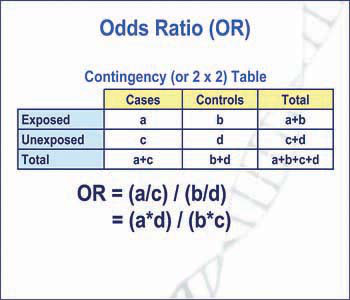 Odds Ratio (OR)
Contingency (or 2 x 2) Table
Cases Controls Total
Exposed a b a+b
Unexposed c d c+d
Total a+c b+d a+b+c+d
OR = (a/c) / (b/d)
= (a*d) / (b*c)